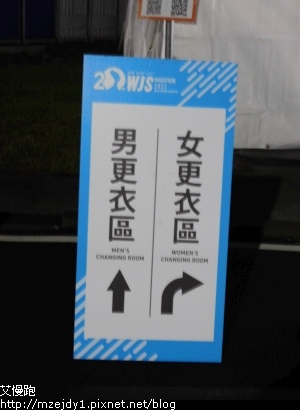 20 WJS
男更衣區
MEN'S
CHANGING ROOM
女更衣區
WOMEN'S
CHANGING ROOM
艾慢跑
http://mzejdy1.pixnet.net/blog